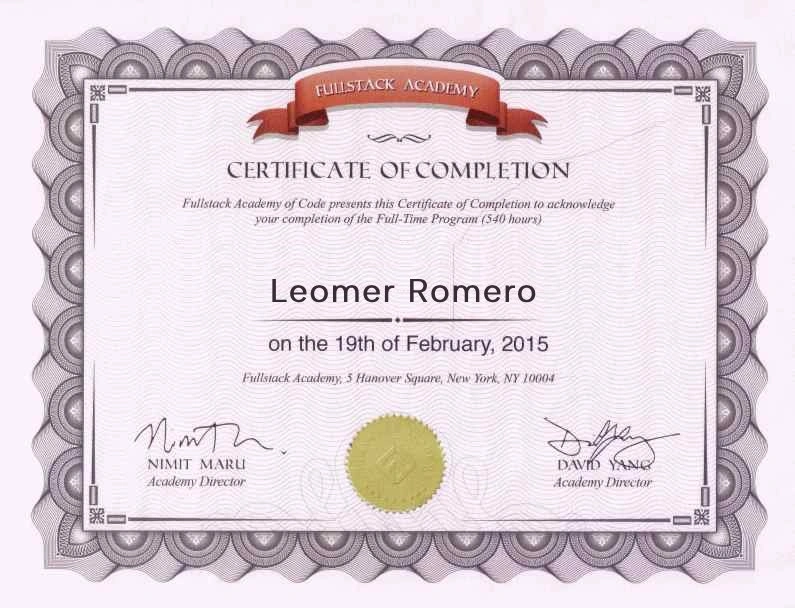 FULLSTACK ACADEMY
CERTIFICATE OF COMPLETION
Fullstack Academy of Code presents this Certificate of Completion to acknowledge
your completion of the Full-Time Program (540 hours)
Leomer Romero
on the 19th of February, 2015
Fullstack Academy, 5 Hanover Square, New York, NY 10004
NIMIT MARU
Academy Director
DAVID YANG
Academy Director